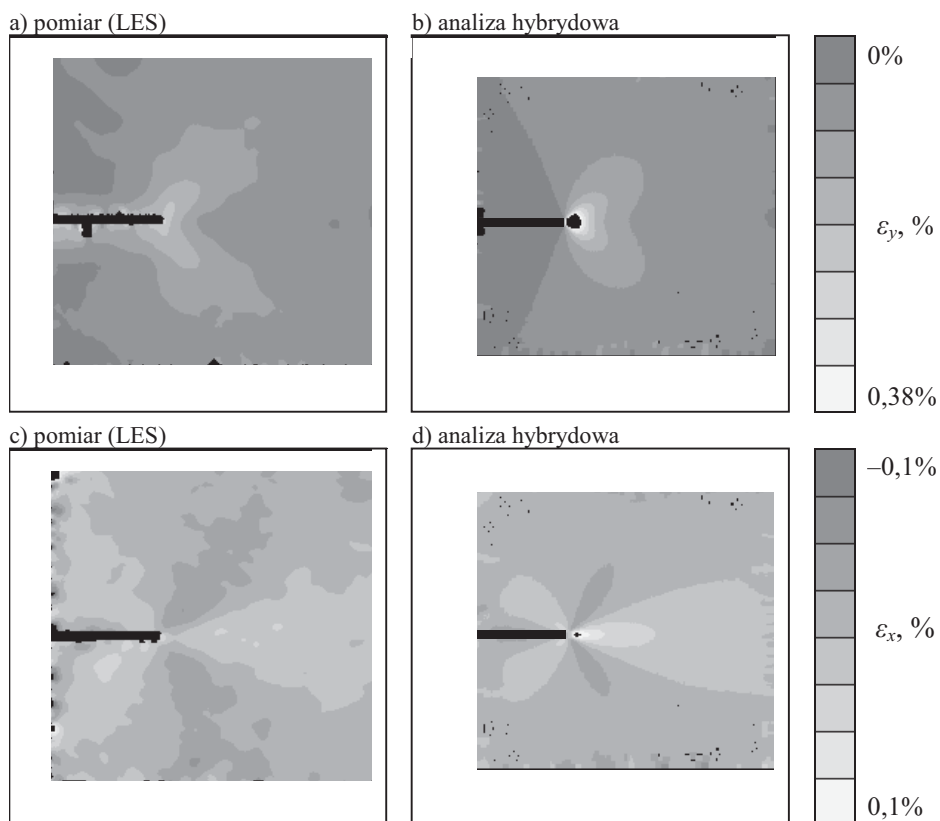 a) pomiar (LES)
b) analiza hybrydowa
0%
εy, %
0,38%
c) pomiar (LES)
d) analiza hybrydowa
–0,1%
εx, %
0,1%